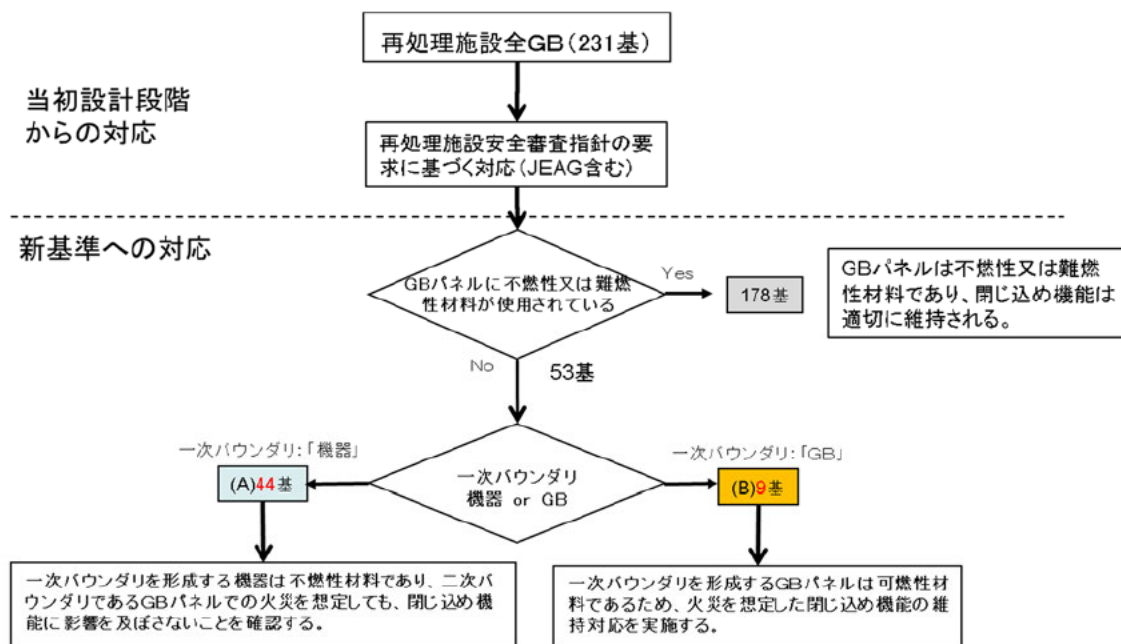 再処理施設全GB(231基)
当初設計段階
からの対応
再処理施設安全審査指針の要
求に基づく対応(JEAG含む)
新基準への対応
GBパネルに不燃性又は難燃
性材料が使用されている
Yes
178基
GBパネルは不燃性又は難燃
性材料であり、閉じ込め機能は
適切に維持される。
No
53基
一次バウンダリ:「機器」
(A)44基
一次バウンダリ
機器 or GB
一次バウンダリ:「GB」
(B)9基
一次バウンダリを形成する機器は不燃性材料であり、二次バ
ウンダリであるGBパネルでの火災を想定しても、閉じ込め機
能に影響を及ぼさないことを確認する。
一次バウンダリを形成するGBパネルは可燃性材
料であるため、火災を想定した閉じ込め機能の維
持対応を実施する。